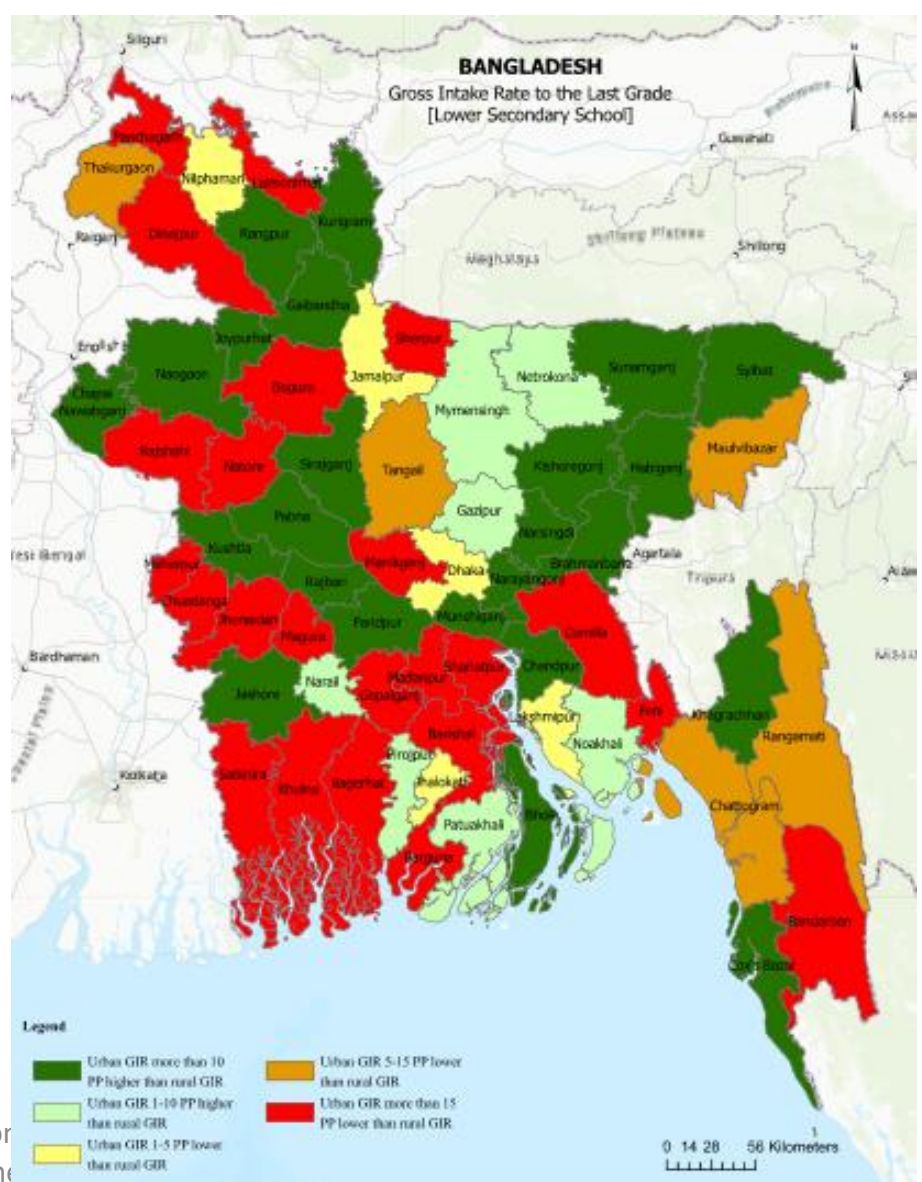 BANGLADESH
Gross Intake Rate to the Last Grade
[Lower Secondary School]
Siliguri
N
Guwahati
Thakurgaon
Nilphamari
Lalmonirhat
Raiganj
Dinajpur
Rangpur
Kurigram
Meghalaya
Shillong Plateau
Shillong
Gaibandha
English B
Joypurhat
Sherpur
Naogaon
Bogura
Jamalpur
Netrokona
Sunamganj
Sylhet
Chapai
Nawabganj
Mymensingh
Rajshahi
Natore
Sirajganj
Tangail
Kishoreganj
Habiganj
Maulvibazar
Gazipur
Pabna
Narsingdi
Kushtia
Manikganj
Dhaka
Brahmanbaria
Agartala
Meherpur
Rajbari
Narayanganj
Tripura
Chuadanga
Jhenaidah
Magura
Faridpur
Munshiganj
Comilla
Bardhaman
Narail
Madaripur
Shariatpur
Chandpur
Jashore
Gopalganj
Lakshmipur
Feni
Khagrachhari
Barishal
Noakhali
Rangamati
Pirojpur
Kolkata
Satkhira
Khulna
Bagerhat
Jhalokati
Chattogram
Patuakhali
Bhola
Barguna
Bandarban
Cox's Bazar
Legend
Urban GIR more than 10
PP higher than rural GIR
Urban GIR 1-10 PP higher
than rural GIR
Urban GIR 1-5 PP lower
than rural GIR
Urban GIR 5-15 PP lower
than rural GIR
Urban GIR more than 15
PP lower than rural GIR
0 14 28 56 Kilometers